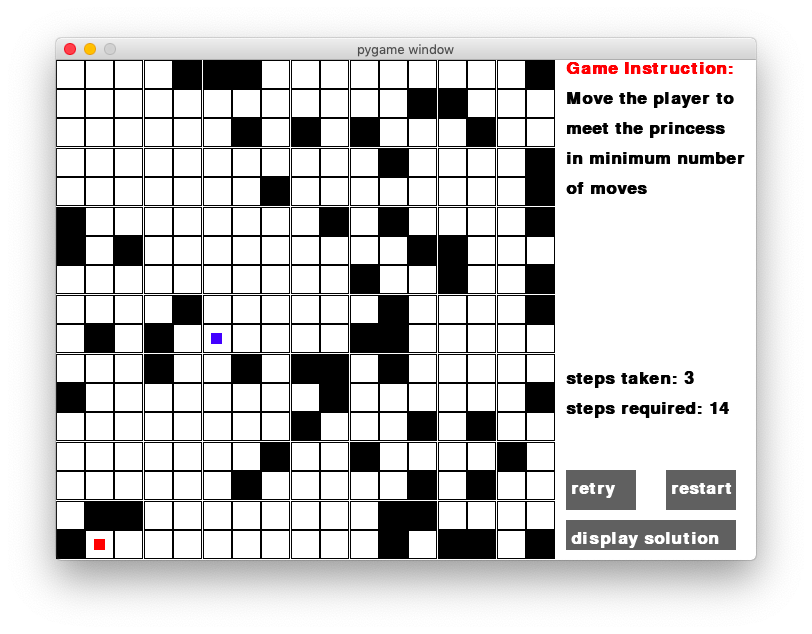 pygame window
Game Instruction:
Move the player to
meet the princess
in minimum number
of moves
steps taken: 3
steps required: 14
retry
restart
display solution